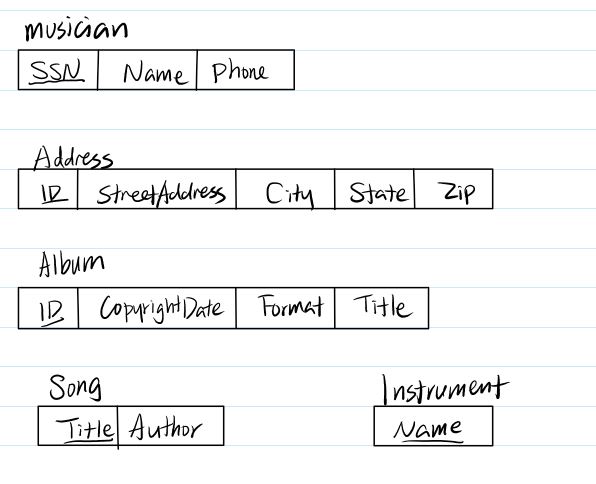 musician
SSN Name Phone
Address
ID StreetAddress City State Zip
Album
ID CopyrightDate Format Title
Song Instrument
Title Author Name